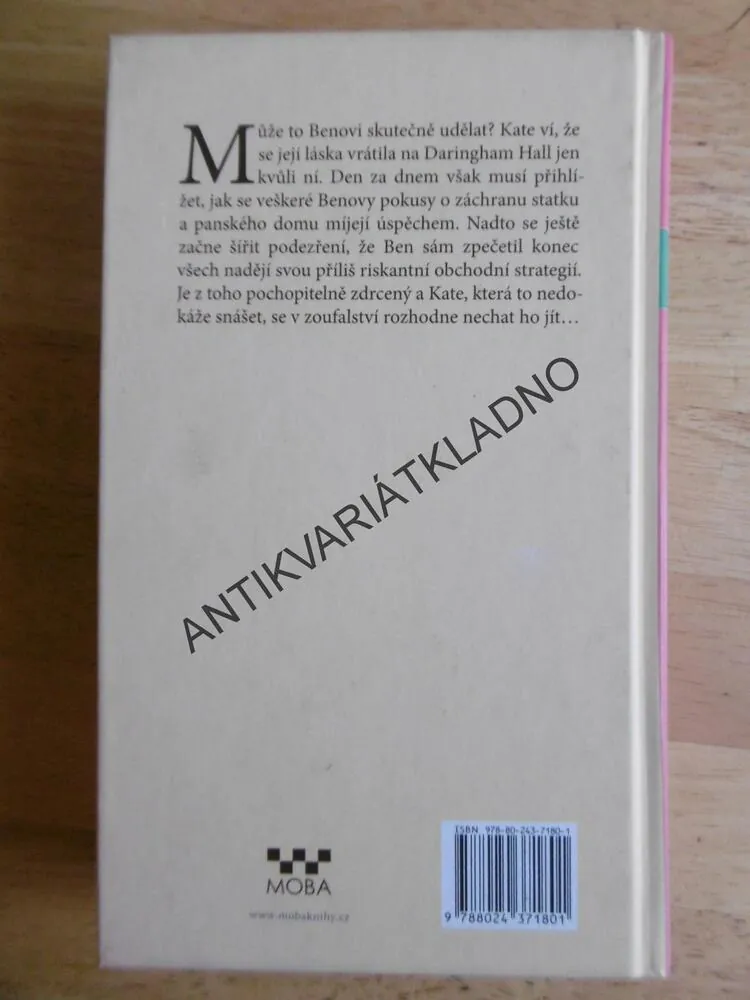 Může to Benovi skutečně udělat? Kate ví, že
se její láska vrátila na Daringham Hall jen
kvůli ní. Den za dnem však musí přihlí-
žet, jak se veškeré Benovy pokusy o záchranu statku
a panského domu míjejí úspěchem. Nadto se ještě
začne šířit podezření, že Ben sám zpečetil konec
všech nadějí svou příliš riskantní obchodní strategií.
Je z toho pochopitelně zdrcený a Kate, která to nedo-
káže snášet, se v zoufalství rozhodne nechat ho jít...
ANTIKVARIÁTKLADNO
MOBA
www.mobaknihy.cz
ISBN 978-80-243-7180-1
9 788024 371801